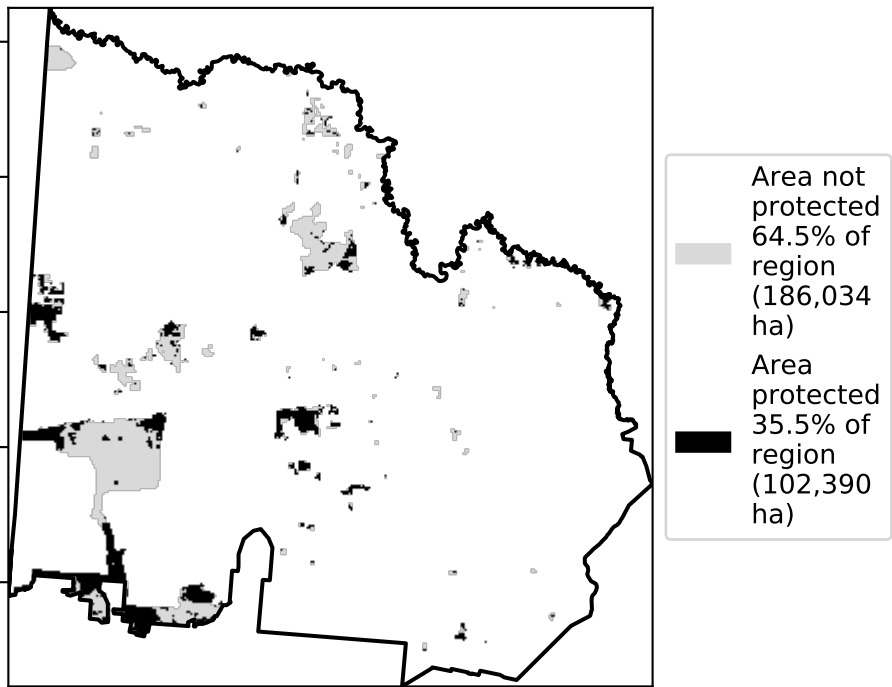 Area not
protected
64.5% of
region
(186,034
ha)
Area
protected
35.5% of
region
(102,390
ha)